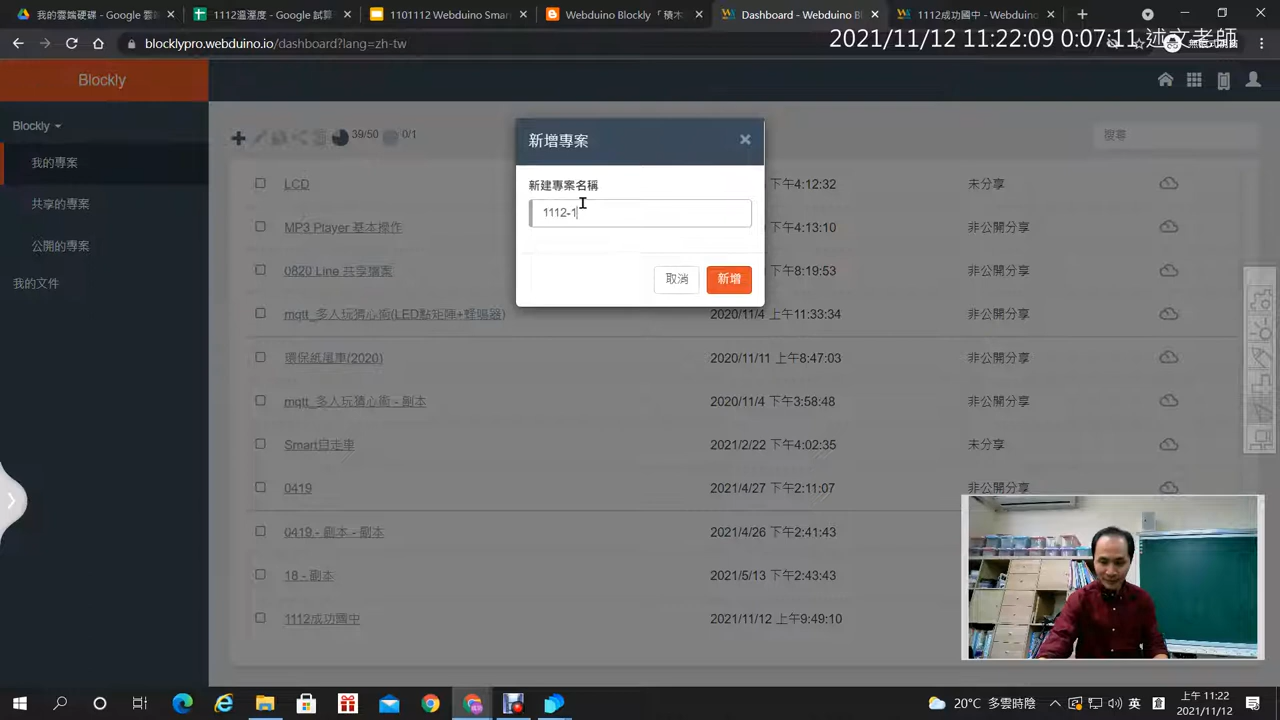 我的雲端硬碟 - Google 雲端
1112溫溼度 - Google 試算
1101112 Webduino Smar
Webduino Blockly 「積木
Dashboard - Webduino Bl
1112成功國中 - Webduino
blocklypro.webduino.io/dashboard?lang=zh-tw
2021/11/12 11:22:09 0:07:11 述文老師
Blockly
Blockly
39/50
0/1
搜尋
我的專案
共享的專案
公開的專案
我的文件
新增專案
新建專案名稱
1112-1
取消
新增
LCD
下午4:12:32
未分享
MP3 Player 基本操作
下午4:13:10
非公開分享
0820 Line 共享檔案
下午8:19:53
非公開分享
mqtt_多人玩猜心術(LED點矩陣+蜂鳴器)
2020/11/4 上午11:33:34
非公開分享
環保紙風車(2020)
2020/11/11 上午8:47:03
非公開分享
mqtt_多人玩猜心術 - 副本
2020/11/4 下午3:58:48
非公開分享
Smart自走車
2021/2/22 下午4:02:35
未分享
0419
2021/4/27 下午2:11:07
非公開分享
0419 - 副本 - 副本
2021/4/26 下午2:41:43
18 - 副本
2021/5/13 下午2:43:43
1112成功國中
2021/11/12 上午9:49:10
20°C 多雲時陰
英
上午 11:22
2021/11/12